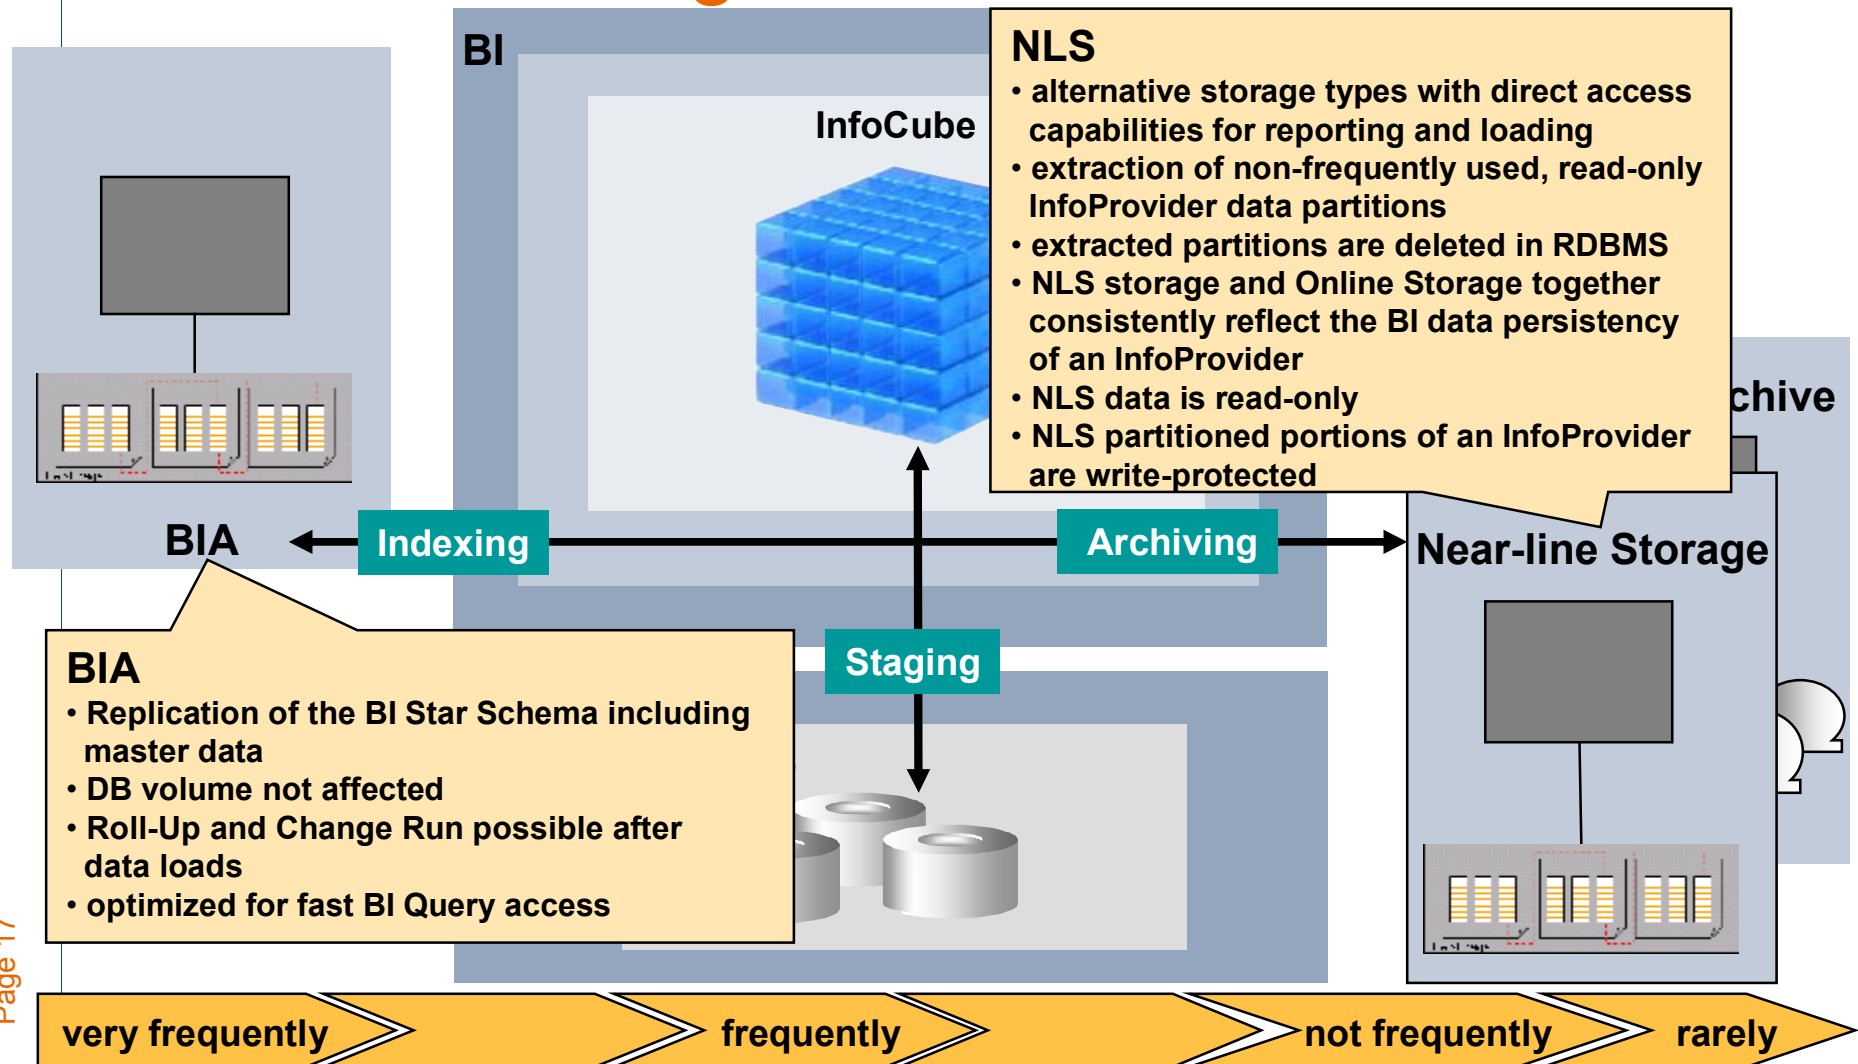 BI
InfoCube
NLS
• alternative storage types with direct access
capabilities for reporting and loading
• extraction of non-frequently used, read-only
InfoProvider data partitions
• extracted partitions are deleted in RDBMS
• NLS storage and Online Storage together
consistently reflect the BI data persistency
of an InfoProvider
• NLS data is read-only
• NLS partitioned portions of an InfoProvider
are write-protected
chive
BIA
Indexing
Archiving
Near-line Storage
Staging
BIA
• Replication of the BI Star Schema including
master data
• DB volume not affected
• Roll-Up and Change Run possible after
data loads
• optimized for fast BI Query access
Page 17
very frequently
frequently
not frequently
rarely